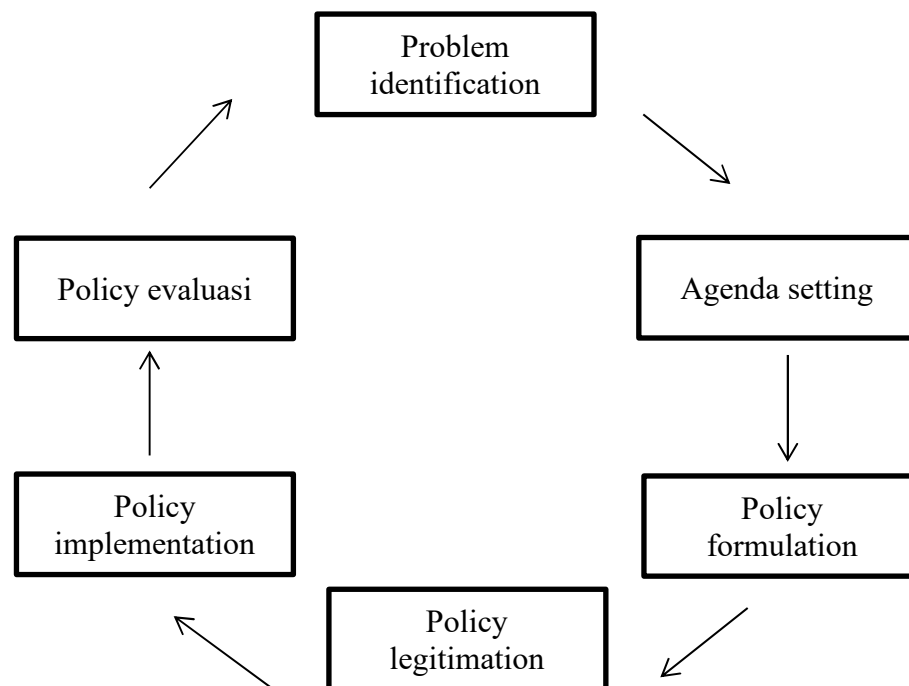 Problem
identification
Policy evaluasi
Agenda setting
Policy
implementation
Policy
formulation
Policy
legitimation